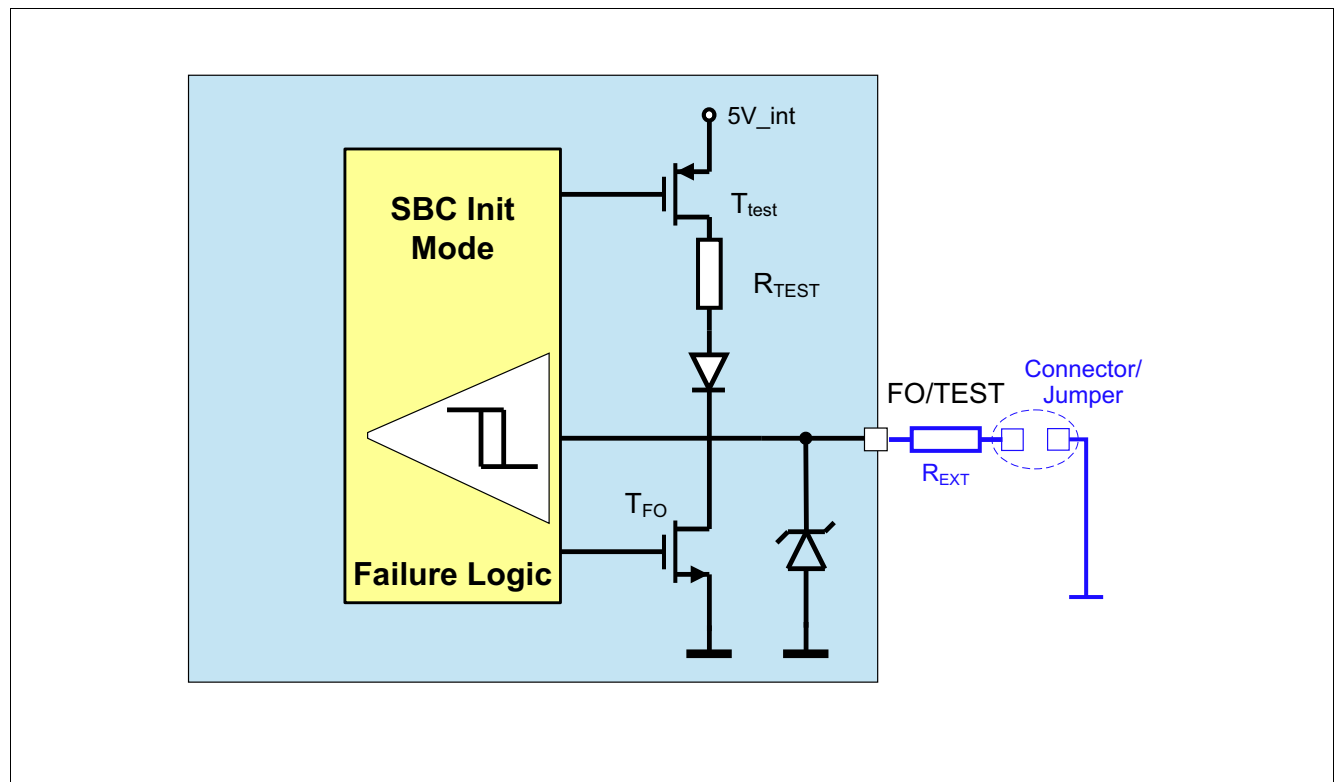 5V_int
SBC Init
Mode
Ttest
RTEST
Connector/
Jumper
FO/TEST
REXT
TFO
Failure Logic